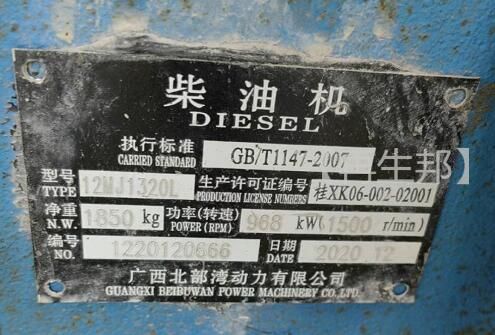 柴油机
DIESEL
执行标准 GB/T1147-2007
CARRIED STANDARD
型号 12MJ1320L 生产许可证编号 桂XK06-002-02001
TYPE PRODUCTION LICENSE NUMBERS
净重 1850 kg 功率(转速) 968 kW(1500 r/min)
N.W. POWER (RPM)
编号 1220120666 日期 2020.12
NO. DATE
广西北部湾动力有限公司
GUANGXI BEIBUWAN POWER MACHINERY CO.LTD.
生邦】